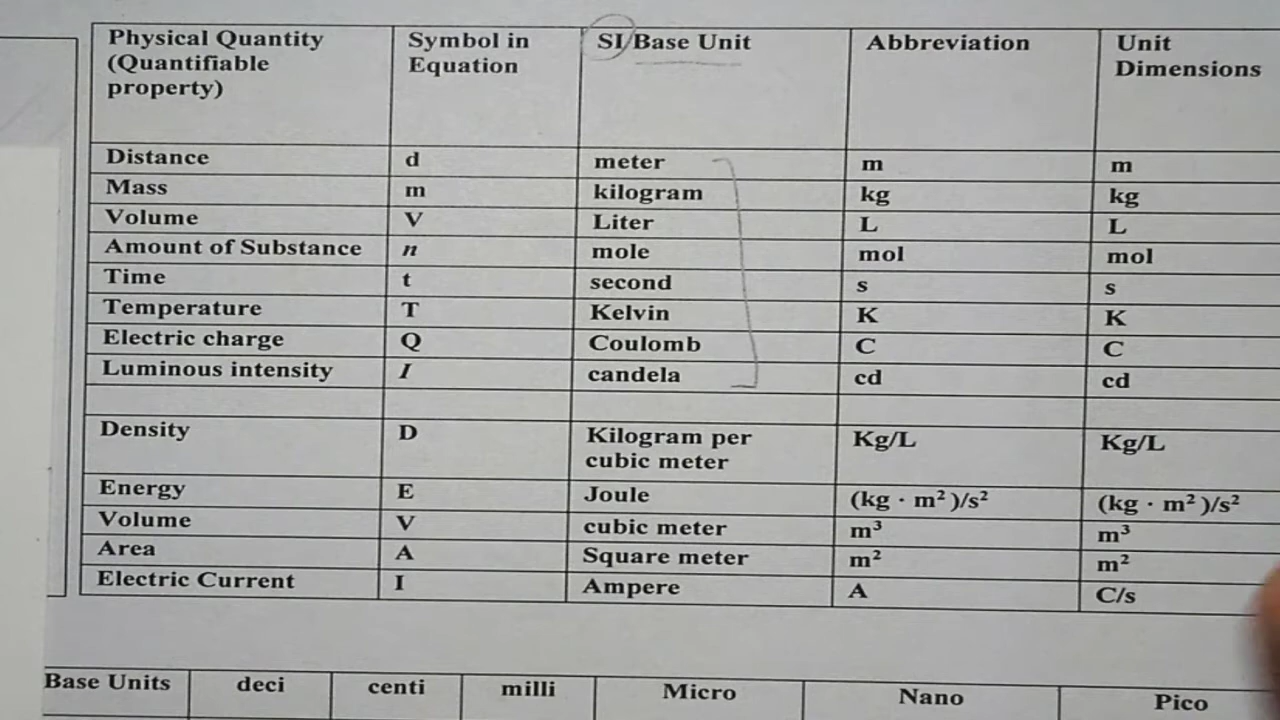 Physical Quantity (Quantifiable property) Symbol in Equation SI/Base Unit Abbreviation Unit Dimensions
Distance d meter m m
Mass m kilogram kg kg
Volume V Liter L L
Amount of Substance n mole mol mol
Time t second s s
Temperature T Kelvin K K
Electric charge Q Coulomb C C
Luminous intensity I candela cd cd
Density D Kilogram per cubic meter Kg/L Kg/L
Energy E Joule (kg · m² )/s² (kg · m² )/s²
Volume V cubic meter m³ m³
Area A Square meter m² m²
Electric Current I Ampere A C/s
Base Units deci centi milli Micro Nano Pico